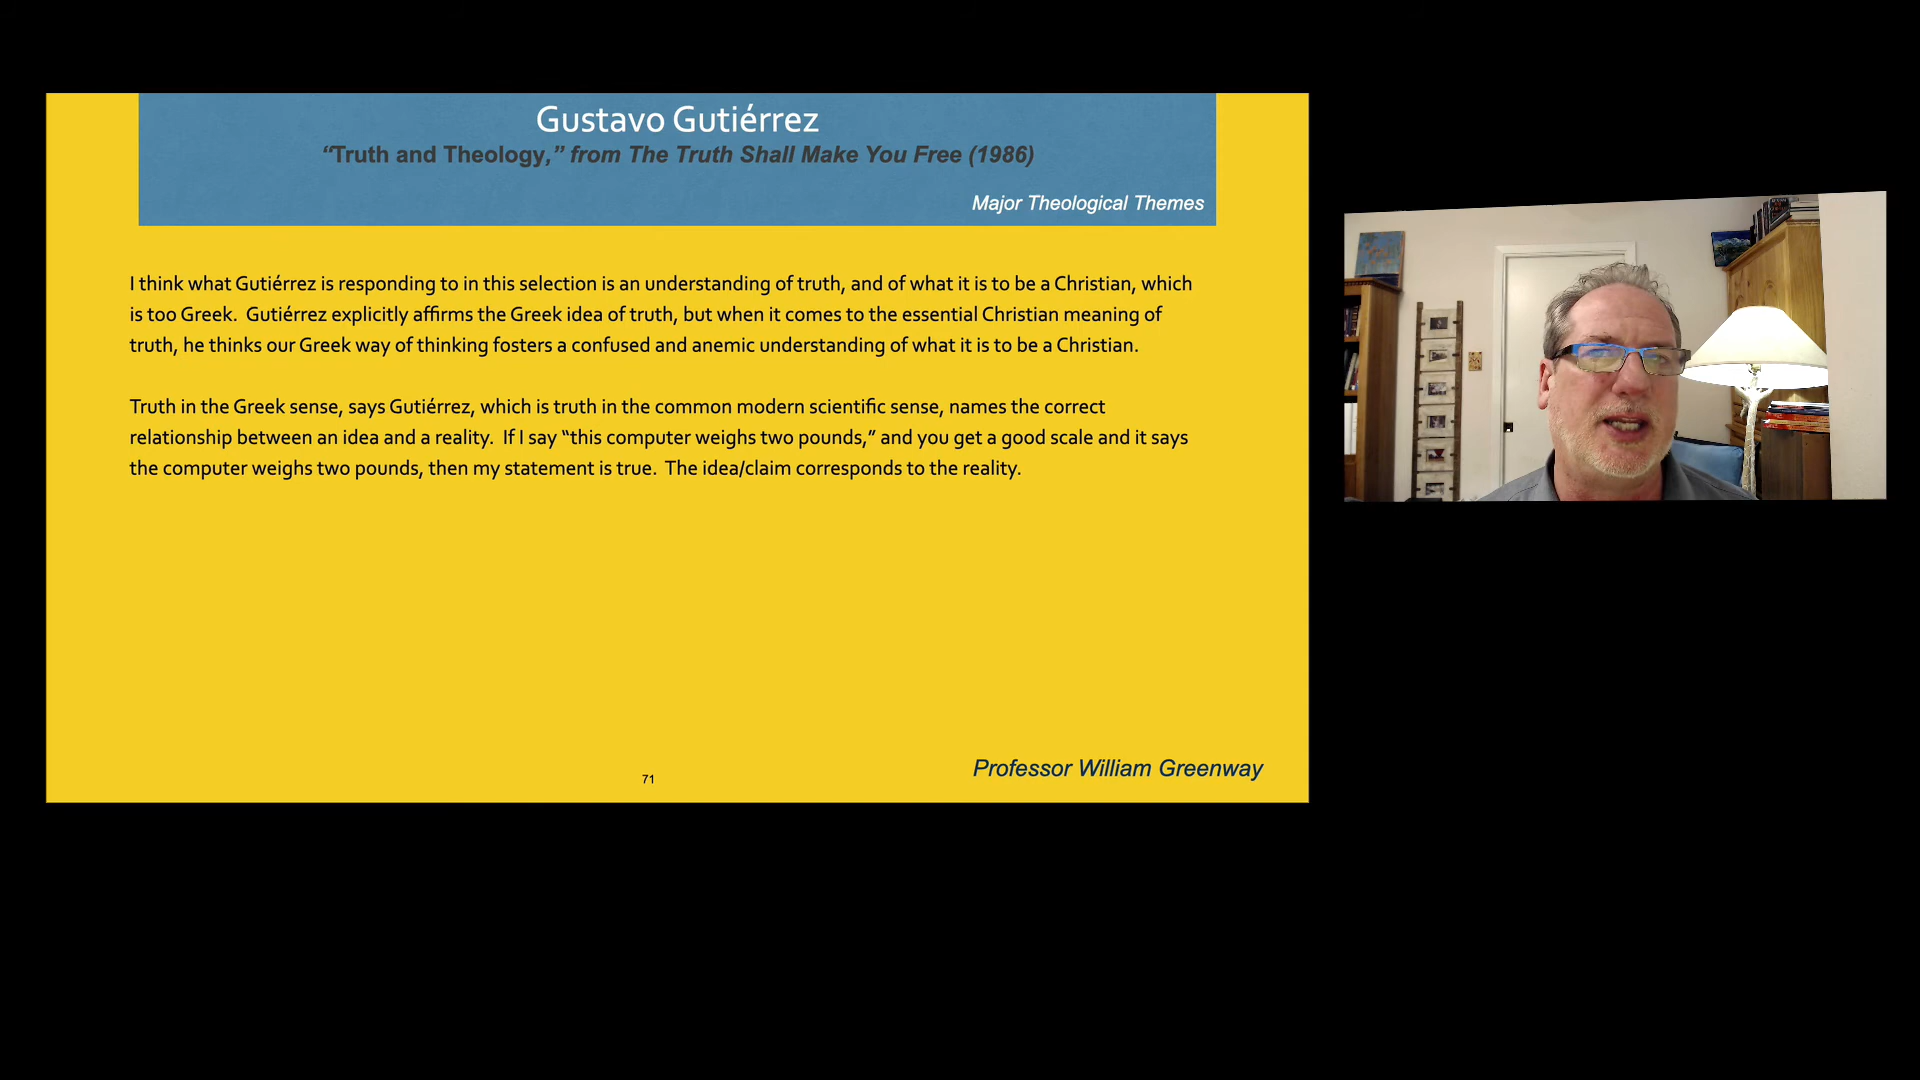 Gustavo Gutiérrez
“Truth and Theology,” from The Truth Shall Make You Free (1986)
Major Theological Themes
I think what Gutiérrez is responding to in this selection is an understanding of truth, and of what it is to be a Christian, which
is too Greek.  Gutiérrez explicitly affirms the Greek idea of truth, but when it comes to the essential Christian meaning of
truth, he thinks our Greek way of thinking fosters a confused and anemic understanding of what it is to be a Christian.
Truth in the Greek sense, says Gutiérrez, which is truth in the common modern scientific sense, names the correct
relationship between an idea and a reality.  If I say “this computer weighs two pounds,” and you get a good scale and it says
the computer weighs two pounds, then my statement is true.  The idea/claim corresponds to the reality.
71
Professor William Greenway